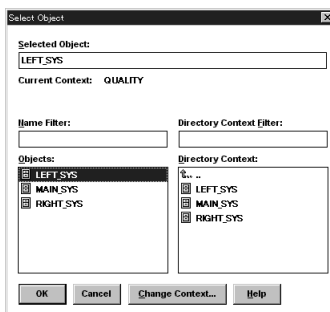 Select Object
Selected Object:
LEFT_SYS
Current Context: QUALITY
Name Filter:
Directory Context Filter:
Objects:
LEFT_SYS
MAIN_SYS
RIGHT_SYS
Directory Context:
..
LEFT_SYS
MAIN_SYS
RIGHT_SYS
OK Cancel Change Context... Help